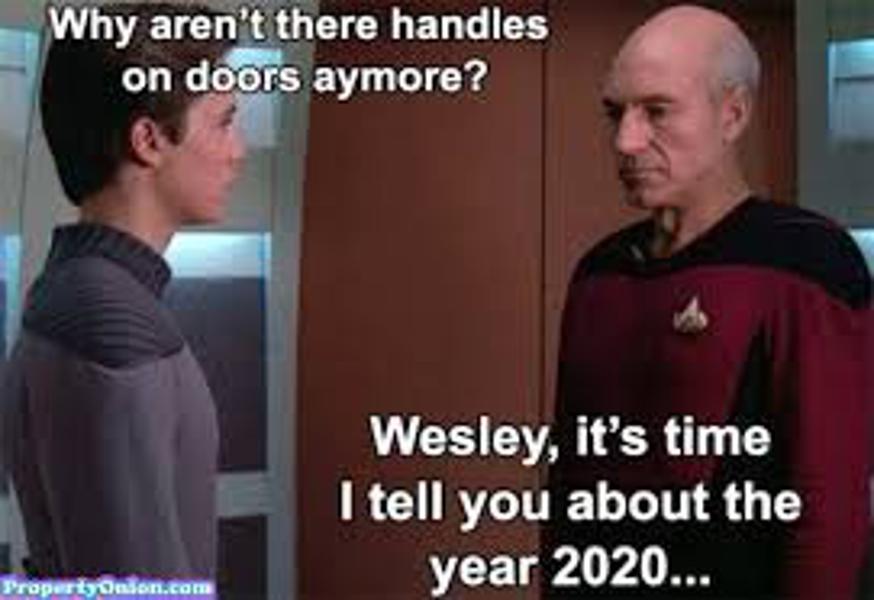 Why aren't there handles
on doors aymore?
Wesley, it's time
I tell you about the
year 2020...
PropertyOnion.com